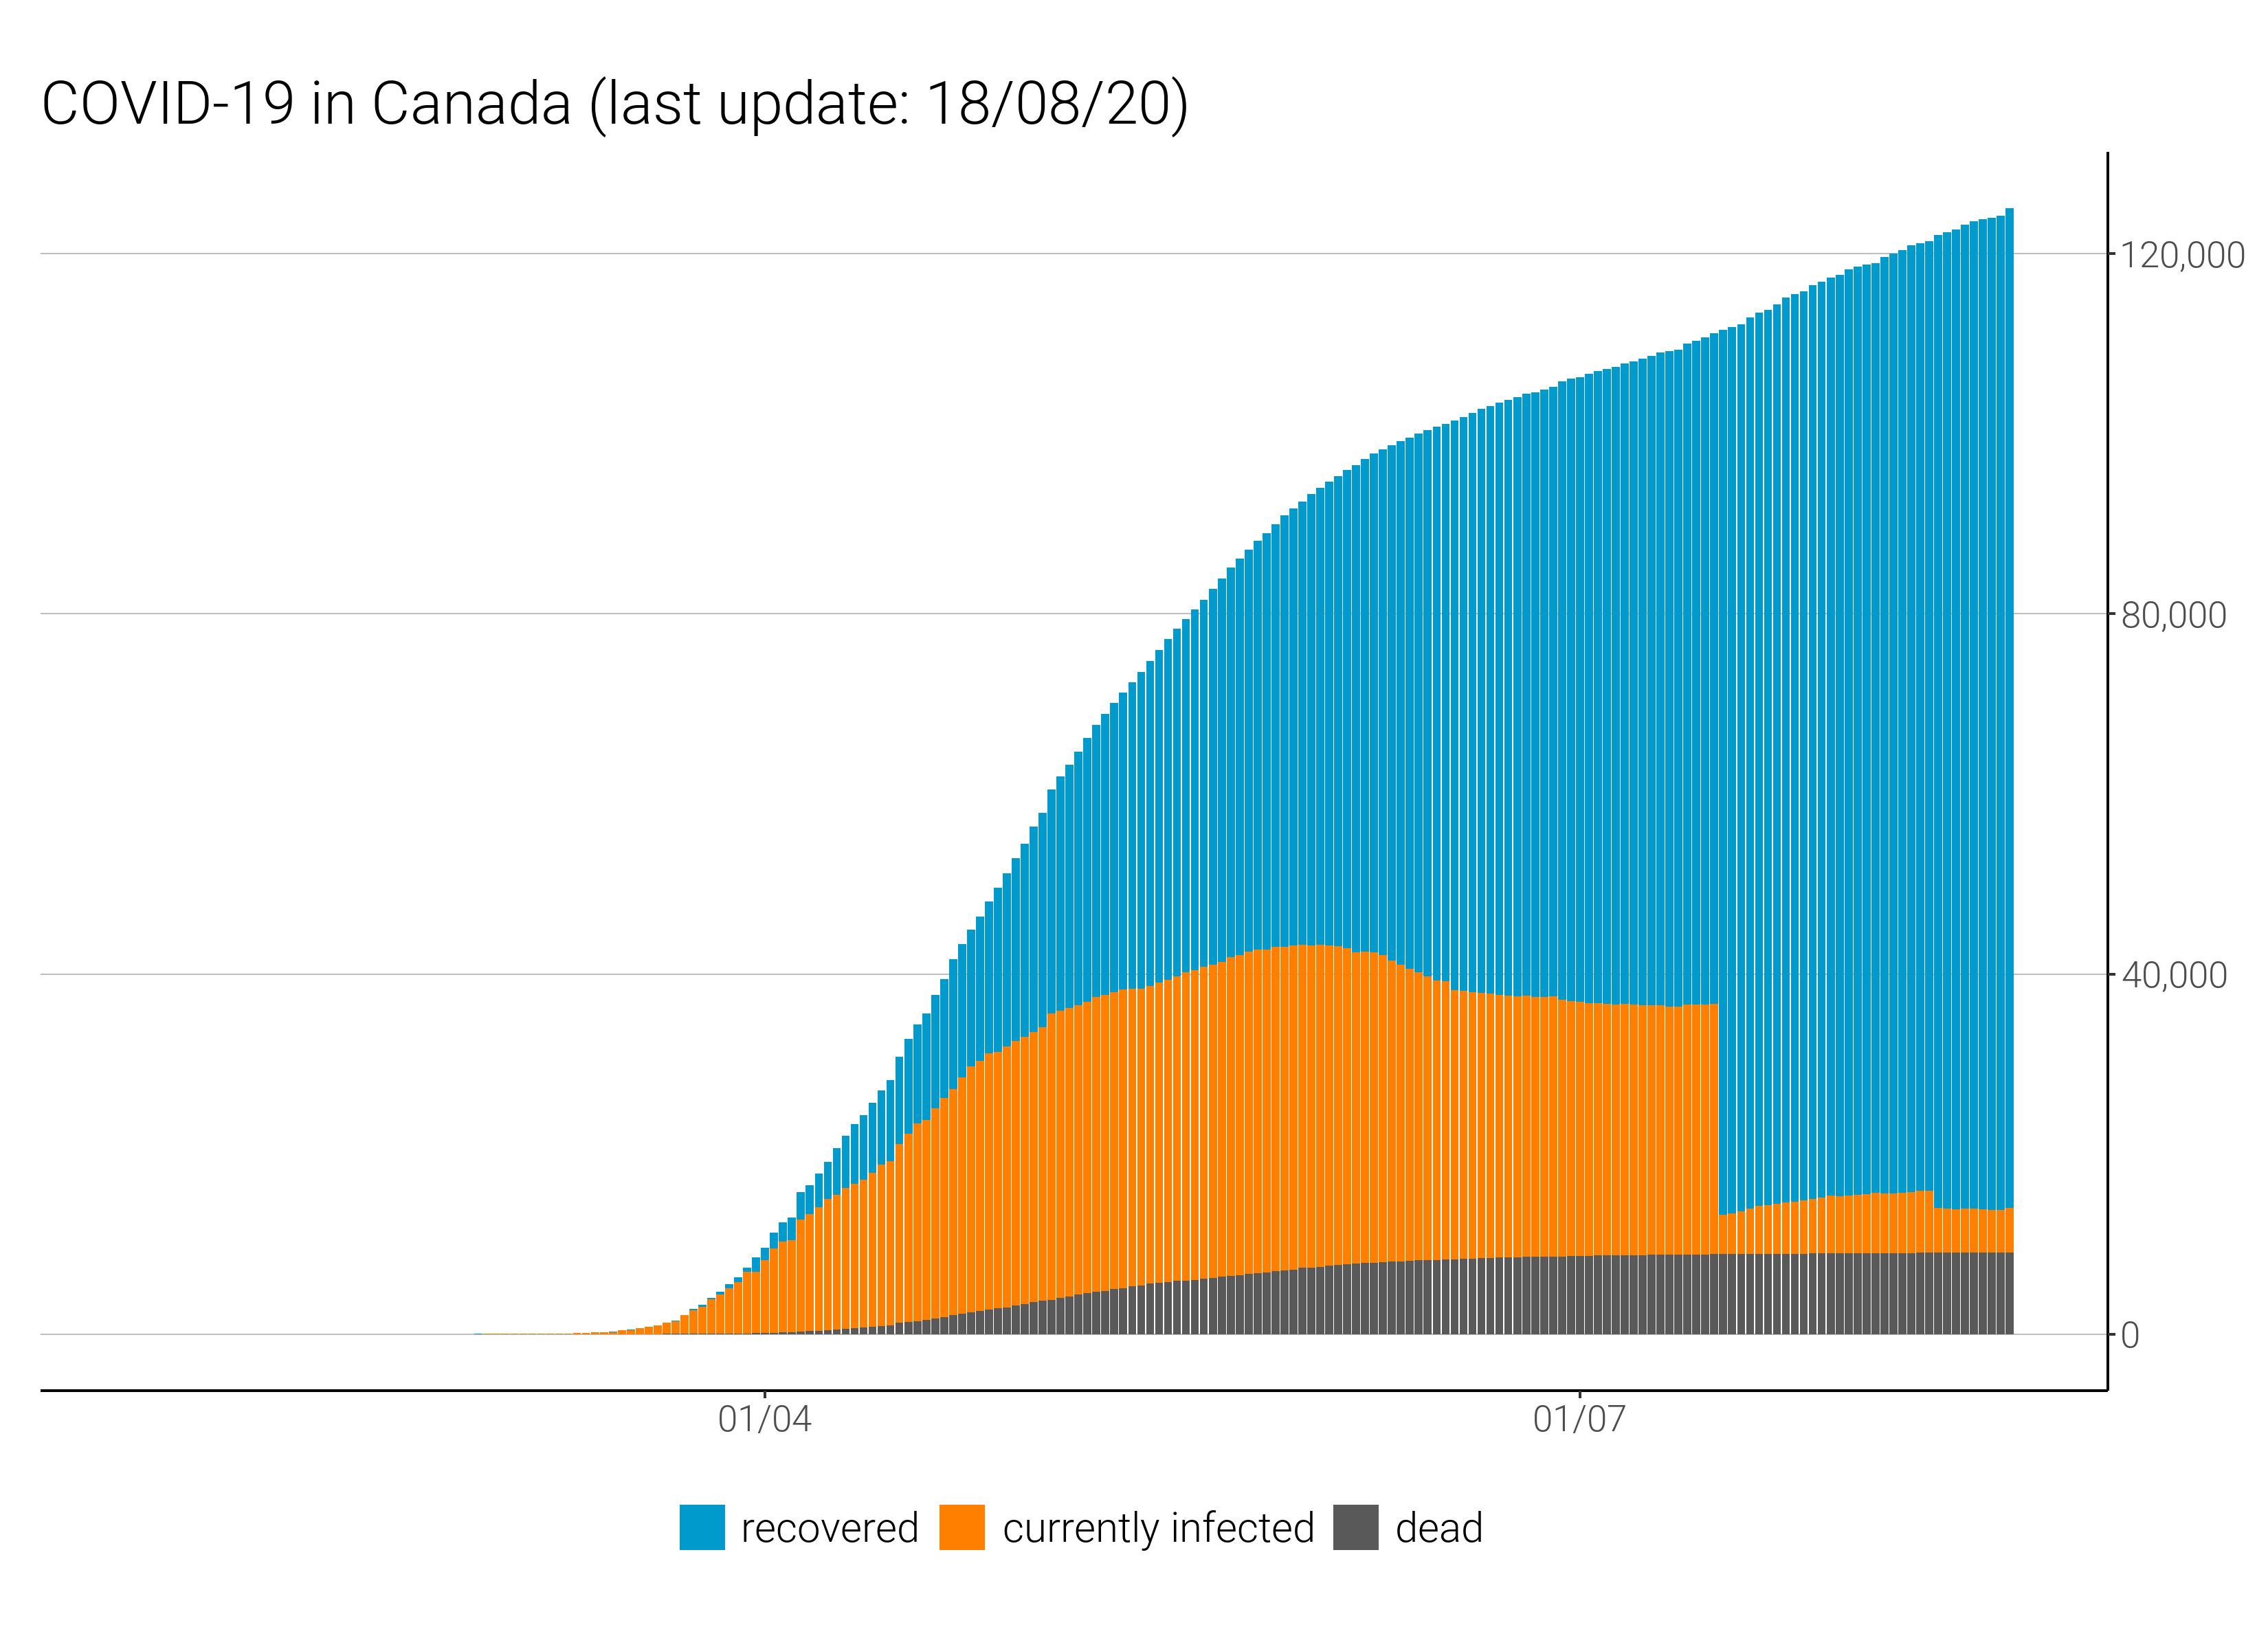 COVID-19 in Canada (last update: 18/08/20)
120,000
80,000
40,000
0
01/04 01/07
recovered currently infected dead